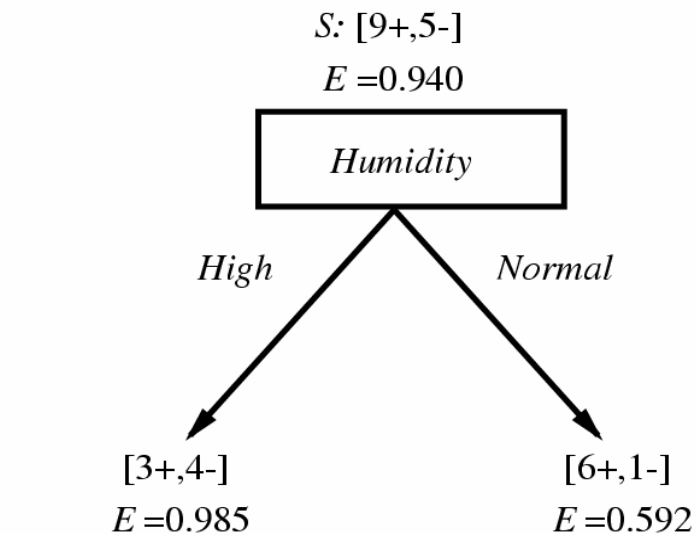 S: [9+,5-]
E =0.940
Humidity
High
Normal
[3+,4-]
[6+,1-]
E =0.985
E =0.592